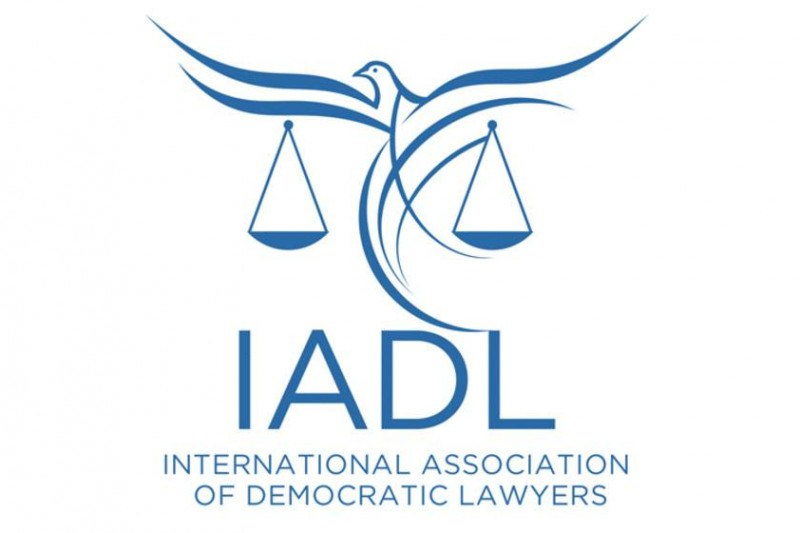 IADL
INTERNATIONAL ASSOCIATION
OF DEMOCRATIC LAWYERS